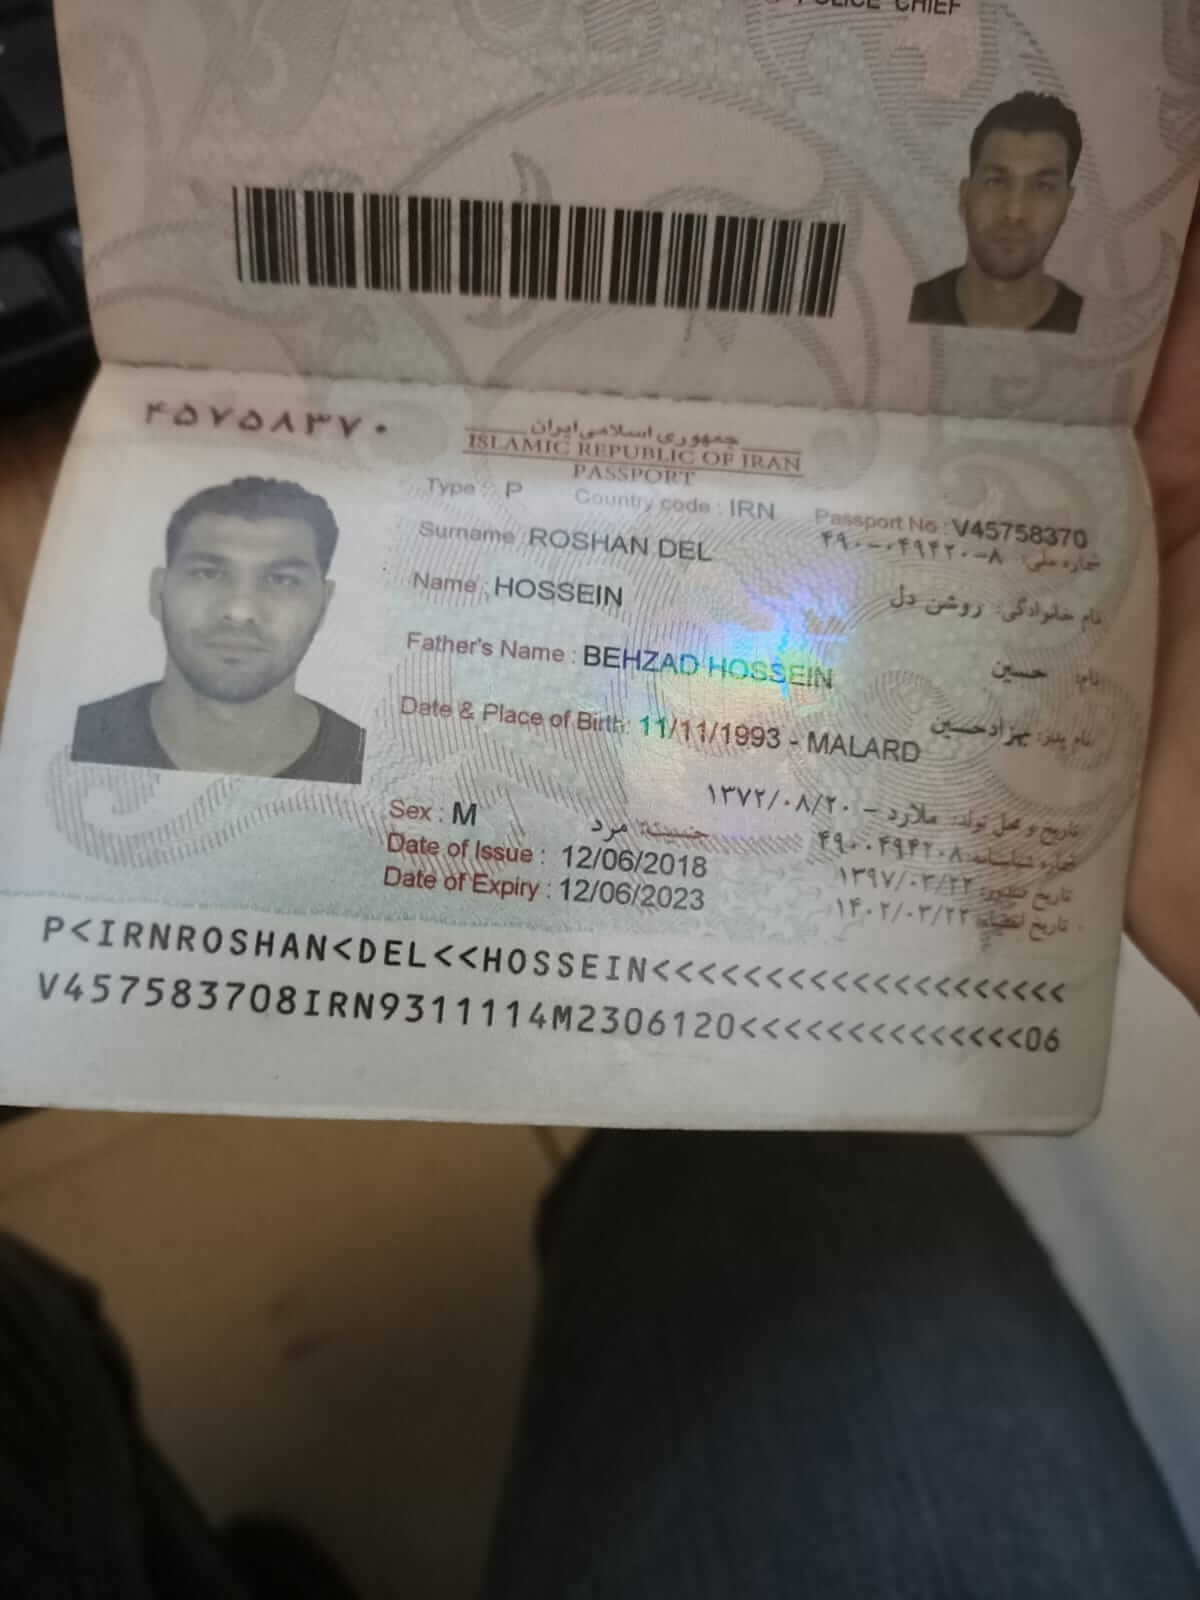 POLICE CHIEF
۴۵۷۵۸۳۷۰
جمهوری اسلامی ایران
ISLAMIC REPUBLIC OF IRAN
PASSPORT
Type : P Country code : IRN Passport No : V45758370
شماره ملی: ۴۹۰-۰۴۹۴۲۰-۸
Surname : ROSHAN DEL
نام خانوادگی: روشن دل
Name : HOSSEIN
نام: حسین
Father's Name : BEHZAD HOSSEIN
نام پدر: بهزادحسین
Date & Place of Birth: 11/11/1993 - MALARD
تاریخ و محل تولد: ملارد - ۱۳۷۲/۰۸/۲۰
Sex : M
جنسیت: مرد
شماره شناسنامه: ۴۹۰۰۴۹۴۲۰۸
Date of Issue : 12/06/2018
تاریخ صدور: ۱۳۹۷/۰۳/۲۲
Date of Expiry : 12/06/2023
تاریخ انقضاء: ۱۴۰۲/۰۳/۲۲
P<IRNROSHAN<DEL<<HOSSEIN<<<<<<<<<<<<<<<<<<<<
V457583708IRN9311114M2306120<<<<<<<<<<<<<<06